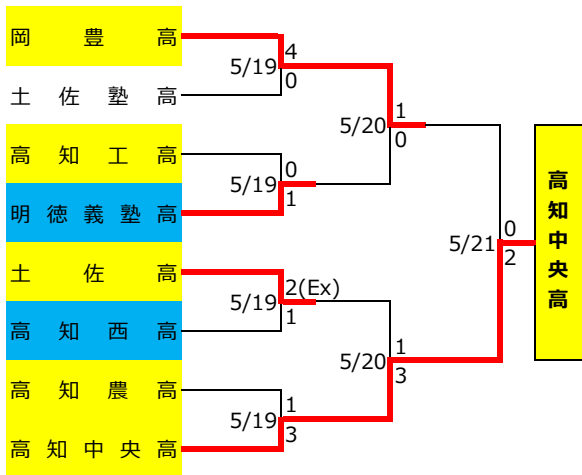 岡豊高
5/19
4
0
土佐塾高
5/20
1
0
高知工高
5/19
0
1
明徳義塾高
5/21
0
2
高知中央高
土佐高
5/19
2(Ex)
1
高知西高
5/20
1
3
高知農高
5/19
1
3
高知中央高